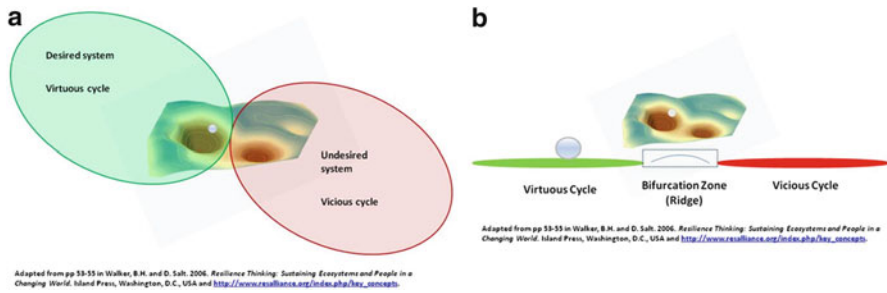 a
Desired system
Virtuous cycle
Undesired
system
Vicious cycle
Adapted from pp 53-55 in Walker, B.H. and D. Salt. 2006. Resilience Thinking: Sustaining Ecosystems and People in a
Changing World. Island Press, Washington, D.C., USA and http://www.resalliance.org/index.php/key_concepts.
b
Virtuous Cycle
Bifurcation Zone
(Ridge)
Vicious Cycle
Adapted from pp 53-55 in Walker, B.H. and D. Salt. 2006. Resilience Thinking: Sustaining Ecosystems and People in a
Changing World. Island Press, Washington, D.C., USA and http://www.resalliance.org/index.php/key_concepts.